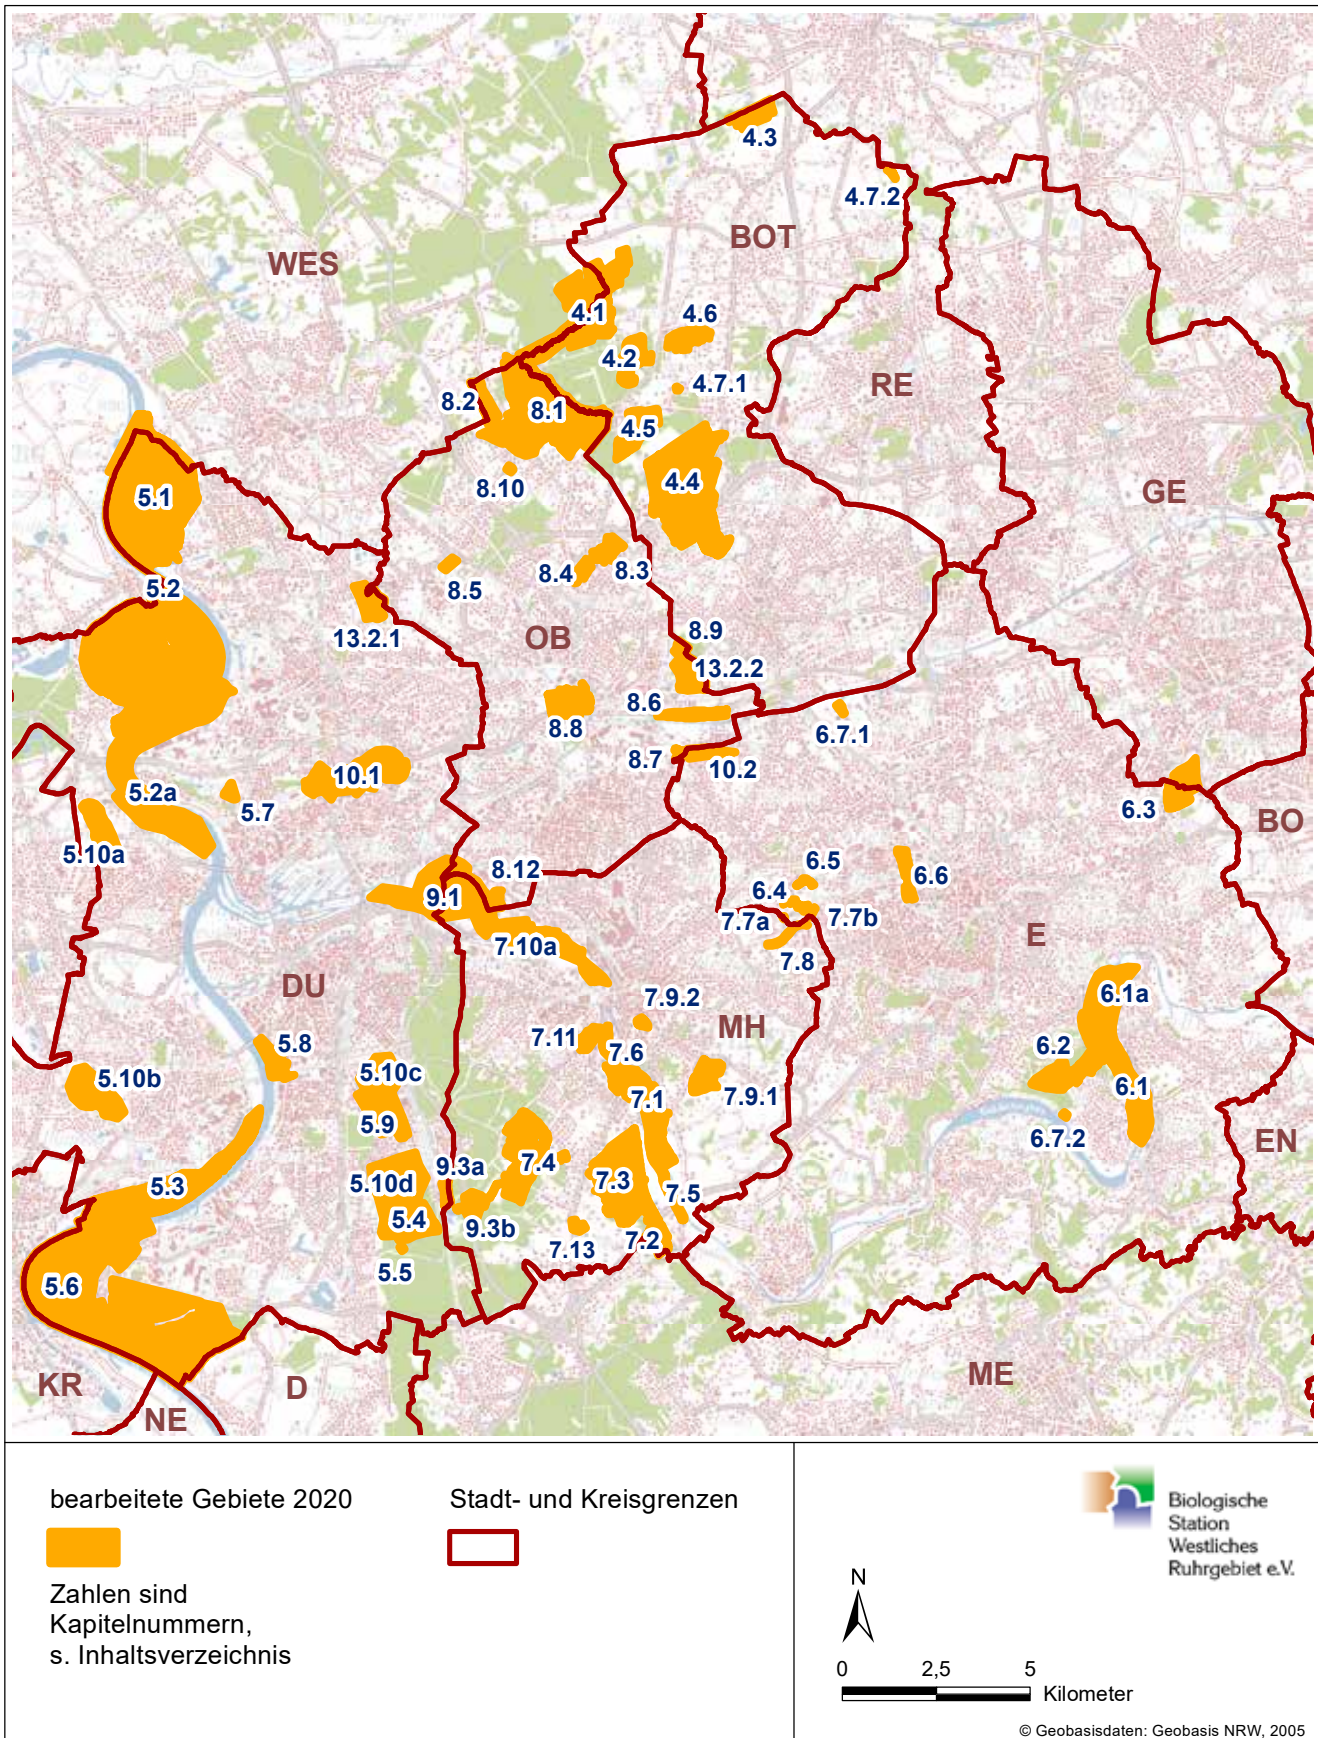 4.3
4.7.2
BOT
WES
4.1
4.6
4.2
4.7.1
RE
8.2
8.1
4.5
4.4
8.10
5.1
GE
8.4
8.3
8.5
5.2
13.2.1
OB
8.9
13.2.2
8.6
8.8
6.7.1
8.7
10.2
10.1
5.2a
5.7
6.3
BO
5.10a
8.12
6.5
6.6
9.1
6.4
7.7a
7.7b
7.10a
7.8
E
DU
6.1a
7.9.2
MH
7.11
5.8
7.6
6.2
5.10c
5.10b
7.1
7.9.1
6.1
5.9
6.7.2
EN
9.3a
7.4
5.3
5.10d
7.3
7.5
5.4
9.3b
7.13
7.2
5.5
5.6
KR
D
ME
NE
bearbeitete Gebiete 2020
Stadt- und Kreisgrenzen
Zahlen sind
Kapitelnummern,
s. Inhaltsverzeichnis
Biologische
Station
Westliches
Ruhrgebiet e.V.
N
0 2,5 5
Kilometer
© Geobasisdaten: Geobasis NRW, 2005